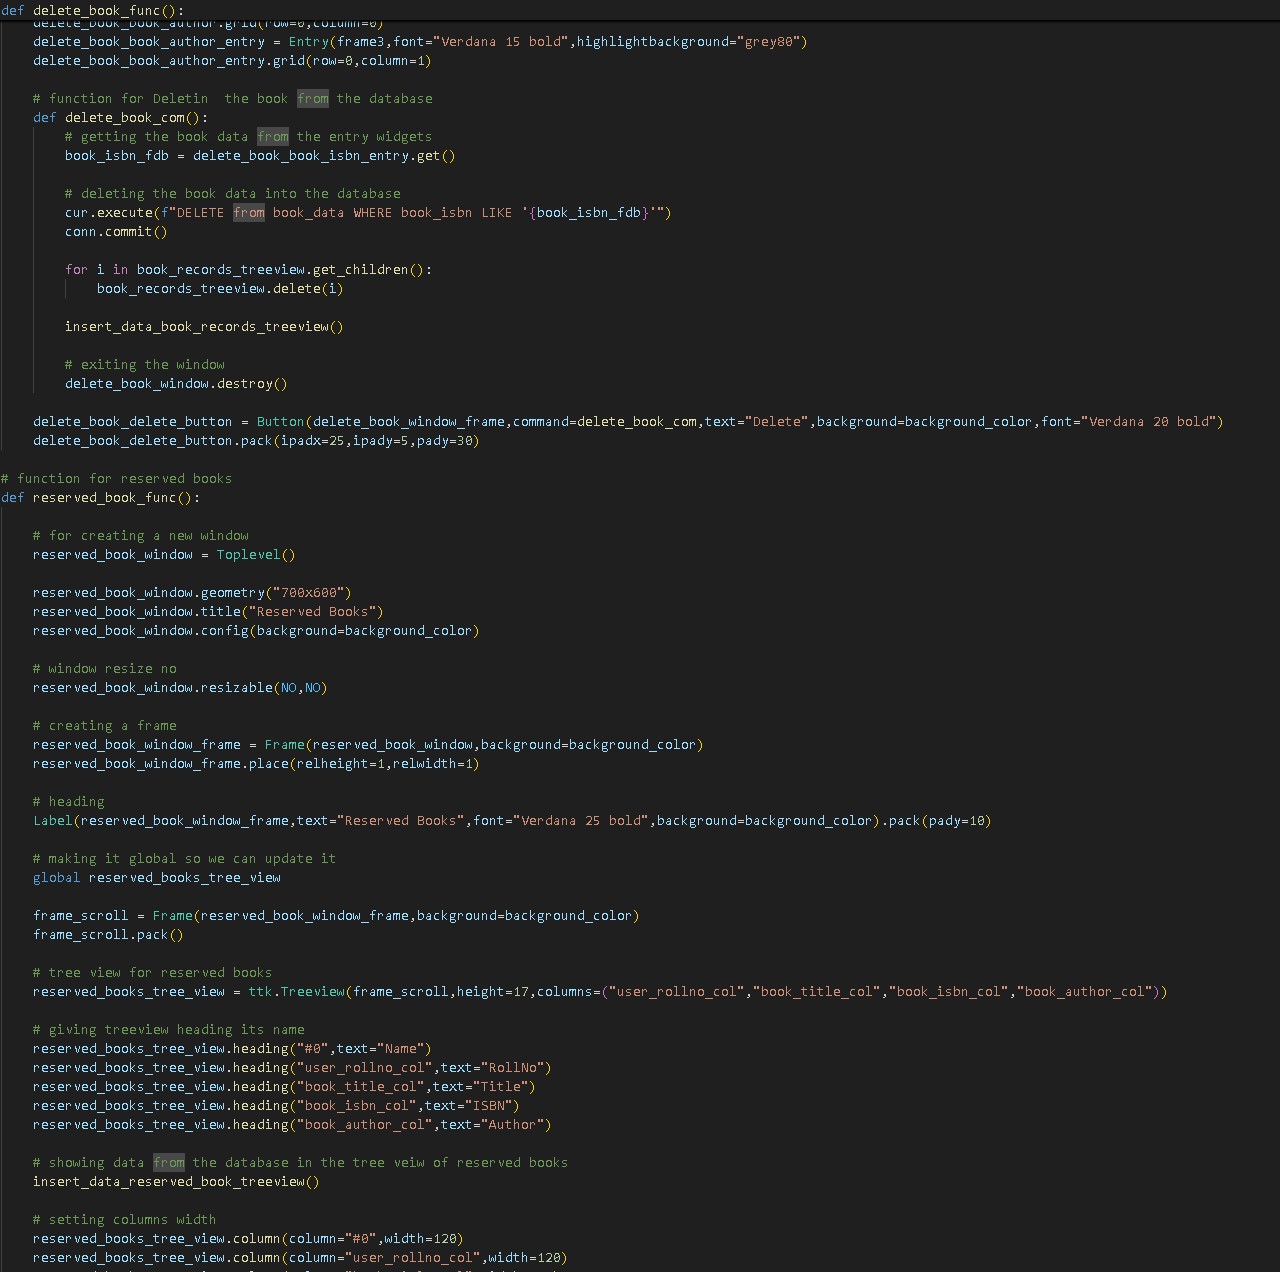 def delete_book_func():
    delete_book_book_author.grid(row=0,column=0)
    delete_book_book_author_entry = Entry(frame3,font="Verdana 15 bold",highlightbackground="grey80")
    delete_book_book_author_entry.grid(row=0,column=1)

    # function for Deletin  the book from the database
    def delete_book_com():
        # getting the book data from the entry widgets
        book_isbn_fdb = delete_book_book_isbn_entry.get()

        # deleting the book data into the database
        cur.execute(f"DELETE from book_data WHERE book_isbn LIKE '{book_isbn_fdb}'")
        conn.commit()

        for i in book_records_treeview.get_children():
            book_records_treeview.delete(i)

        insert_data_book_records_treeview()

        # exiting the window
        delete_book_window.destroy()

    delete_book_delete_button = Button(delete_book_window_frame,command=delete_book_com,text="Delete",background=background_color,font="Verdana 20 bold")
    delete_book_delete_button.pack(ipadx=25,ipady=5,pady=30)

# function for reserved books
def reserved_book_func():

    # for creating a new window
    reserved_book_window = Toplevel()

    reserved_book_window.geometry("700x600")
    reserved_book_window.title("Reserved Books")
    reserved_book_window.config(background=background_color)

    # window resize no
    reserved_book_window.resizable(NO,NO)

    # creating a frame
    reserved_book_window_frame = Frame(reserved_book_window,background=background_color)
    reserved_book_window_frame.place(relheight=1,relwidth=1)

    # heading
    Label(reserved_book_window_frame,text="Reserved Books",font="Verdana 25 bold",background=background_color).pack(pady=10)

    # making it global so we can update it
    global reserved_books_tree_view

    frame_scroll = Frame(reserved_book_window_frame,background=background_color)
    frame_scroll.pack()

    # tree view for reserved books
    reserved_books_tree_view = ttk.Treeview(frame_scroll,height=17,columns=("user_rollno_col","book_title_col","book_isbn_col","book_author_col"))

    # giving treeview heading its name
    reserved_books_tree_view.heading("#0",text="Name")
    reserved_books_tree_view.heading("user_rollno_col",text="RollNo")
    reserved_books_tree_view.heading("book_title_col",text="Title")
    reserved_books_tree_view.heading("book_isbn_col",text="ISBN")
    reserved_books_tree_view.heading("book_author_col",text="Author")

    # showing data from the database in the tree veiw of reserved books
    insert_data_reserved_book_treeview()

    # setting columns width
    reserved_books_tree_view.column(column="#0",width=120)
    reserved_books_tree_view.column(column="user_rollno_col",width=120)